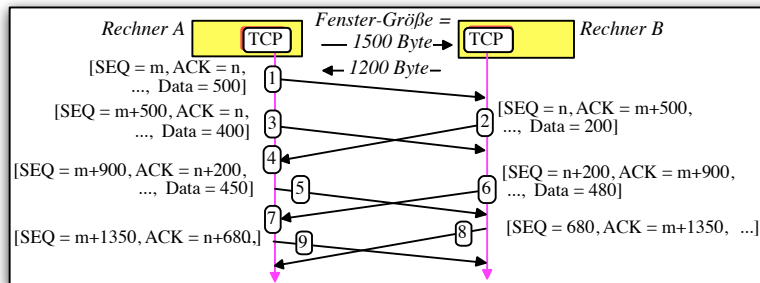 Rechner A
TCP
Fenster-Größe =
1500 Byte
1200 Byte
TCP
Rechner B
[SEQ = m, ACK = n,
..., Data = 500]
1
[SEQ = m+500, ACK = n,
..., Data = 400]
3
2
[SEQ = n, ACK = m+500,
..., Data = 200]
4
[SEQ = m+900, ACK = n+200,
..., Data = 450]
5
6
[SEQ = n+200, ACK = m+900,
..., Data = 480]
7
[SEQ = m+1350, ACK = n+680,..,]
9
8
[SEQ = 680, ACK = m+1350, ...]